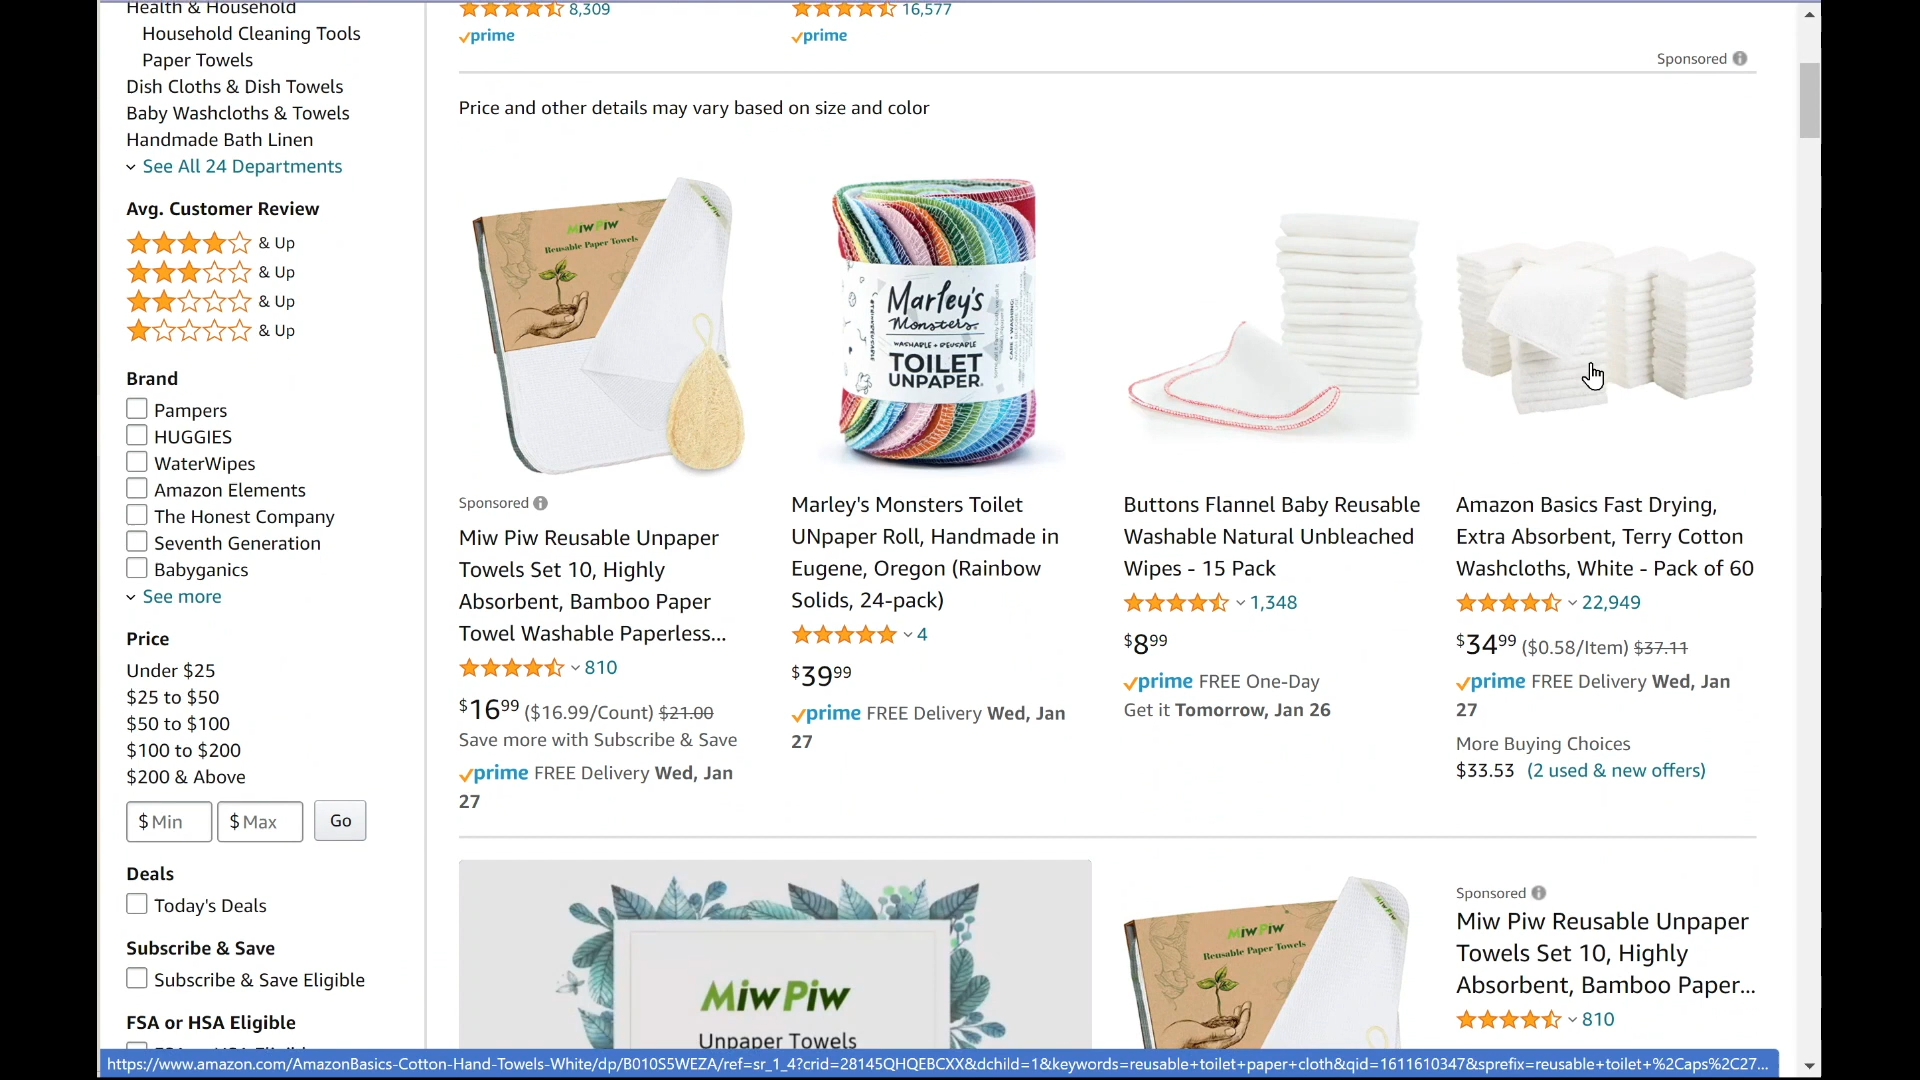 Health & Household
Household Cleaning Tools
Paper Towels
Dish Cloths & Dish Towels
Baby Washcloths & Towels
Handmade Bath Linen
See All 24 Departments
Avg. Customer Review
& Up
& Up
& Up
& Up
Brand
Pampers
HUGGIES
WaterWipes
Amazon Elements
The Honest Company
Seventh Generation
Babyganics
See more
Price
Under $25
$25 to $50
$50 to $100
$100 to $200
$200 & Above
$ Min $ Max Go
Deals
Today's Deals
Subscribe & Save
Subscribe & Save Eligible
FSA or HSA Eligible
8,309
prime
16,577
prime
Sponsored
Price and other details may vary based on size and color
MiW PiW
Reusable Paper Towels
MiW PiW
Sponsored
Miw Piw Reusable Unpaper
Towels Set 10, Highly
Absorbent, Bamboo Paper
Towel Washable Paperless...
810
$16.99 ($16.99/Count) $21.00
Save more with Subscribe & Save
prime FREE Delivery Wed, Jan
27
Marley's
Monsters
WASHABLE + REUSABLE
TOILET
UNPAPER
Marley's Monsters Toilet
UNpaper Roll, Handmade in
Eugene, Oregon (Rainbow
Solids, 24-pack)
4
$39.99
prime FREE Delivery Wed, Jan
27
Buttons Flannel Baby Reusable
Washable Natural Unbleached
Wipes - 15 Pack
1,348
$8.99
prime FREE One-Day
Get it Tomorrow, Jan 26
Amazon Basics Fast Drying,
Extra Absorbent, Terry Cotton
Washcloths, White - Pack of 60
22,949
$34.99 ($0.58/Item) $37.11
prime FREE Delivery Wed, Jan
27
More Buying Choices
$33.53 (2 used & new offers)
MiW PiW
Unpaper Towels
MiW PiW
Reusable Paper Towels
MiW PiW
Sponsored
Miw Piw Reusable Unpaper
Towels Set 10, Highly
Absorbent, Bamboo Paper...
810
https://www.amazon.com/AmazonBasics-Cotton-Hand-Towels-White/dp/B010S5WEZA/ref=sr_1_4?crid=28145QHQEBCXX&dchild=1&keywords=reusable+toilet+paper+cloth&qid=1611610347&sprefix=reusable+toilet+%2Caps%2C27...